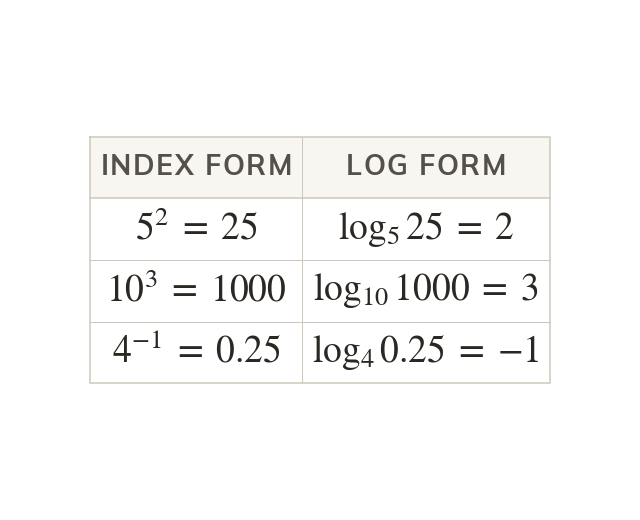 INDEX FORM LOG FORM
5² = 25 log₅ 25 = 2
10³ = 1000 log₁₀ 1000 = 3
4⁻¹ = 0.25 log₄ 0.25 = −1